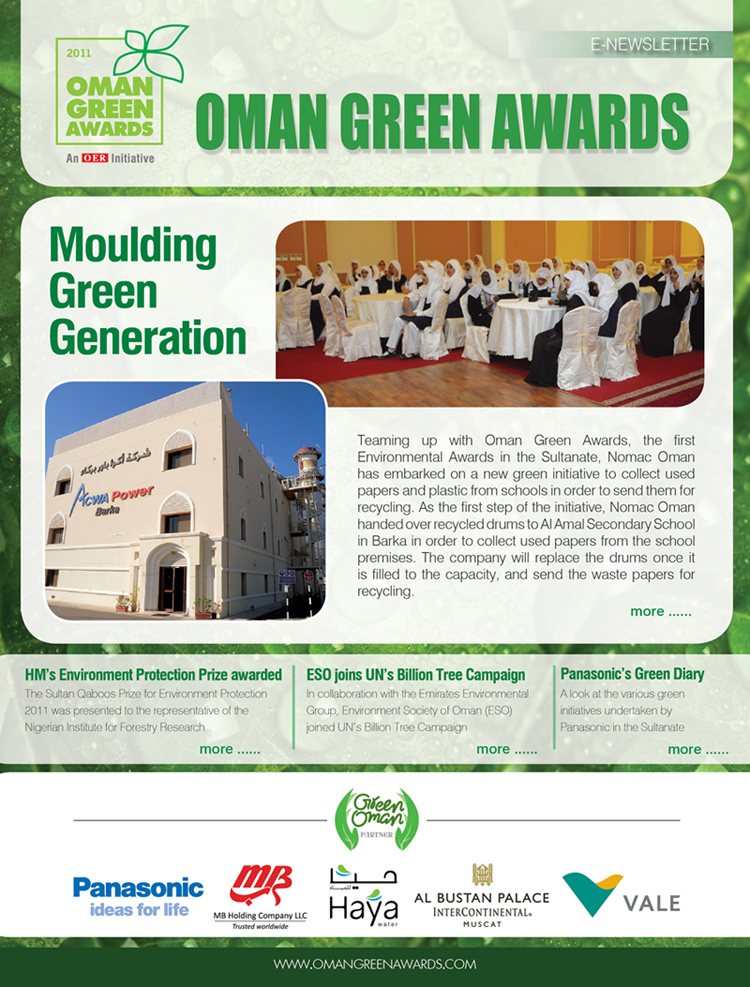 E-NEWSLETTER
2011
OMAN
GREEN
AWARDS
An OER Initiative
OMAN GREEN AWARDS
Moulding
Green
Generation
شركة أكوا باور بركاء
ACWA Power
Barka
Teaming up with Oman Green Awards, the first
Environmental Awards in the Sultanate, Nomac Oman
has embarked on a new green initiative to collect used
papers and plastic from schools in order to send them for
recycling. As the first step of the initiative, Nomac Oman
handed over recycled drums to Al Amal Secondary School
in Barka in order to collect used papers from the school
premises. The company will replace the drums once it
is filled to the capacity, and send the waste papers for
recycling.
more ......
HM's Environment Protection Prize awarded
The Sultan Qaboos Prize for Environment Protection
2011 was presented to the representative of the
Nigerian Institute for Forestry Research
more ......
ESO joins UN's Billion Tree Campaign
In collaboration with the Emirates Environmental
Group, Environment Society of Oman (ESO)
joined UN's Billion Tree Campaign
more ......
Panasonic's Green Diary
A look at the various green
initiatives undertaken by
Panasonic in the Sultanate
more ......
Green
Oman
PARTNER
Panasonic
ideas for life
MB
MB Holding Company LLC
Trusted worldwide
حيا
للمياه
Haya
water
AL BUSTAN PALACE
INTERCONTINENTAL®
MUSCAT
VALE
WWW.OMANGREENAWARDS.COM